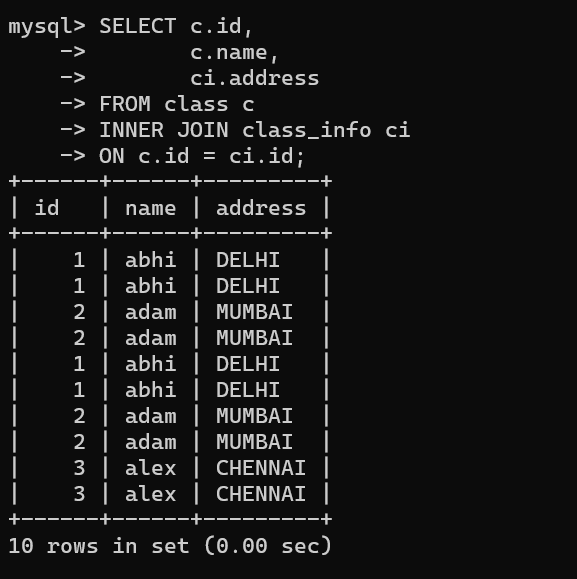 mysql> SELECT c.id,
    ->        c.name,
    ->        ci.address
    -> FROM class c
    -> INNER JOIN class_info ci
    -> ON c.id = ci.id;
+------+------+---------+
| id   | name | address |
+------+------+---------+
|    1 | abhi | DELHI   |
|    1 | abhi | DELHI   |
|    2 | adam | MUMBAI  |
|    2 | adam | MUMBAI  |
|    1 | abhi | DELHI   |
|    1 | abhi | DELHI   |
|    2 | adam | MUMBAI  |
|    2 | adam | MUMBAI  |
|    3 | alex | CHENNAI |
|    3 | alex | CHENNAI |
+------+------+---------+
10 rows in set (0.00 sec)